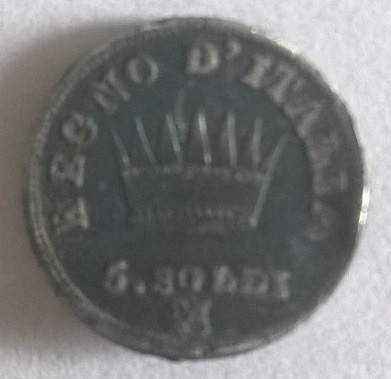 REGNO D'ITALIA
5.SOLDI
M